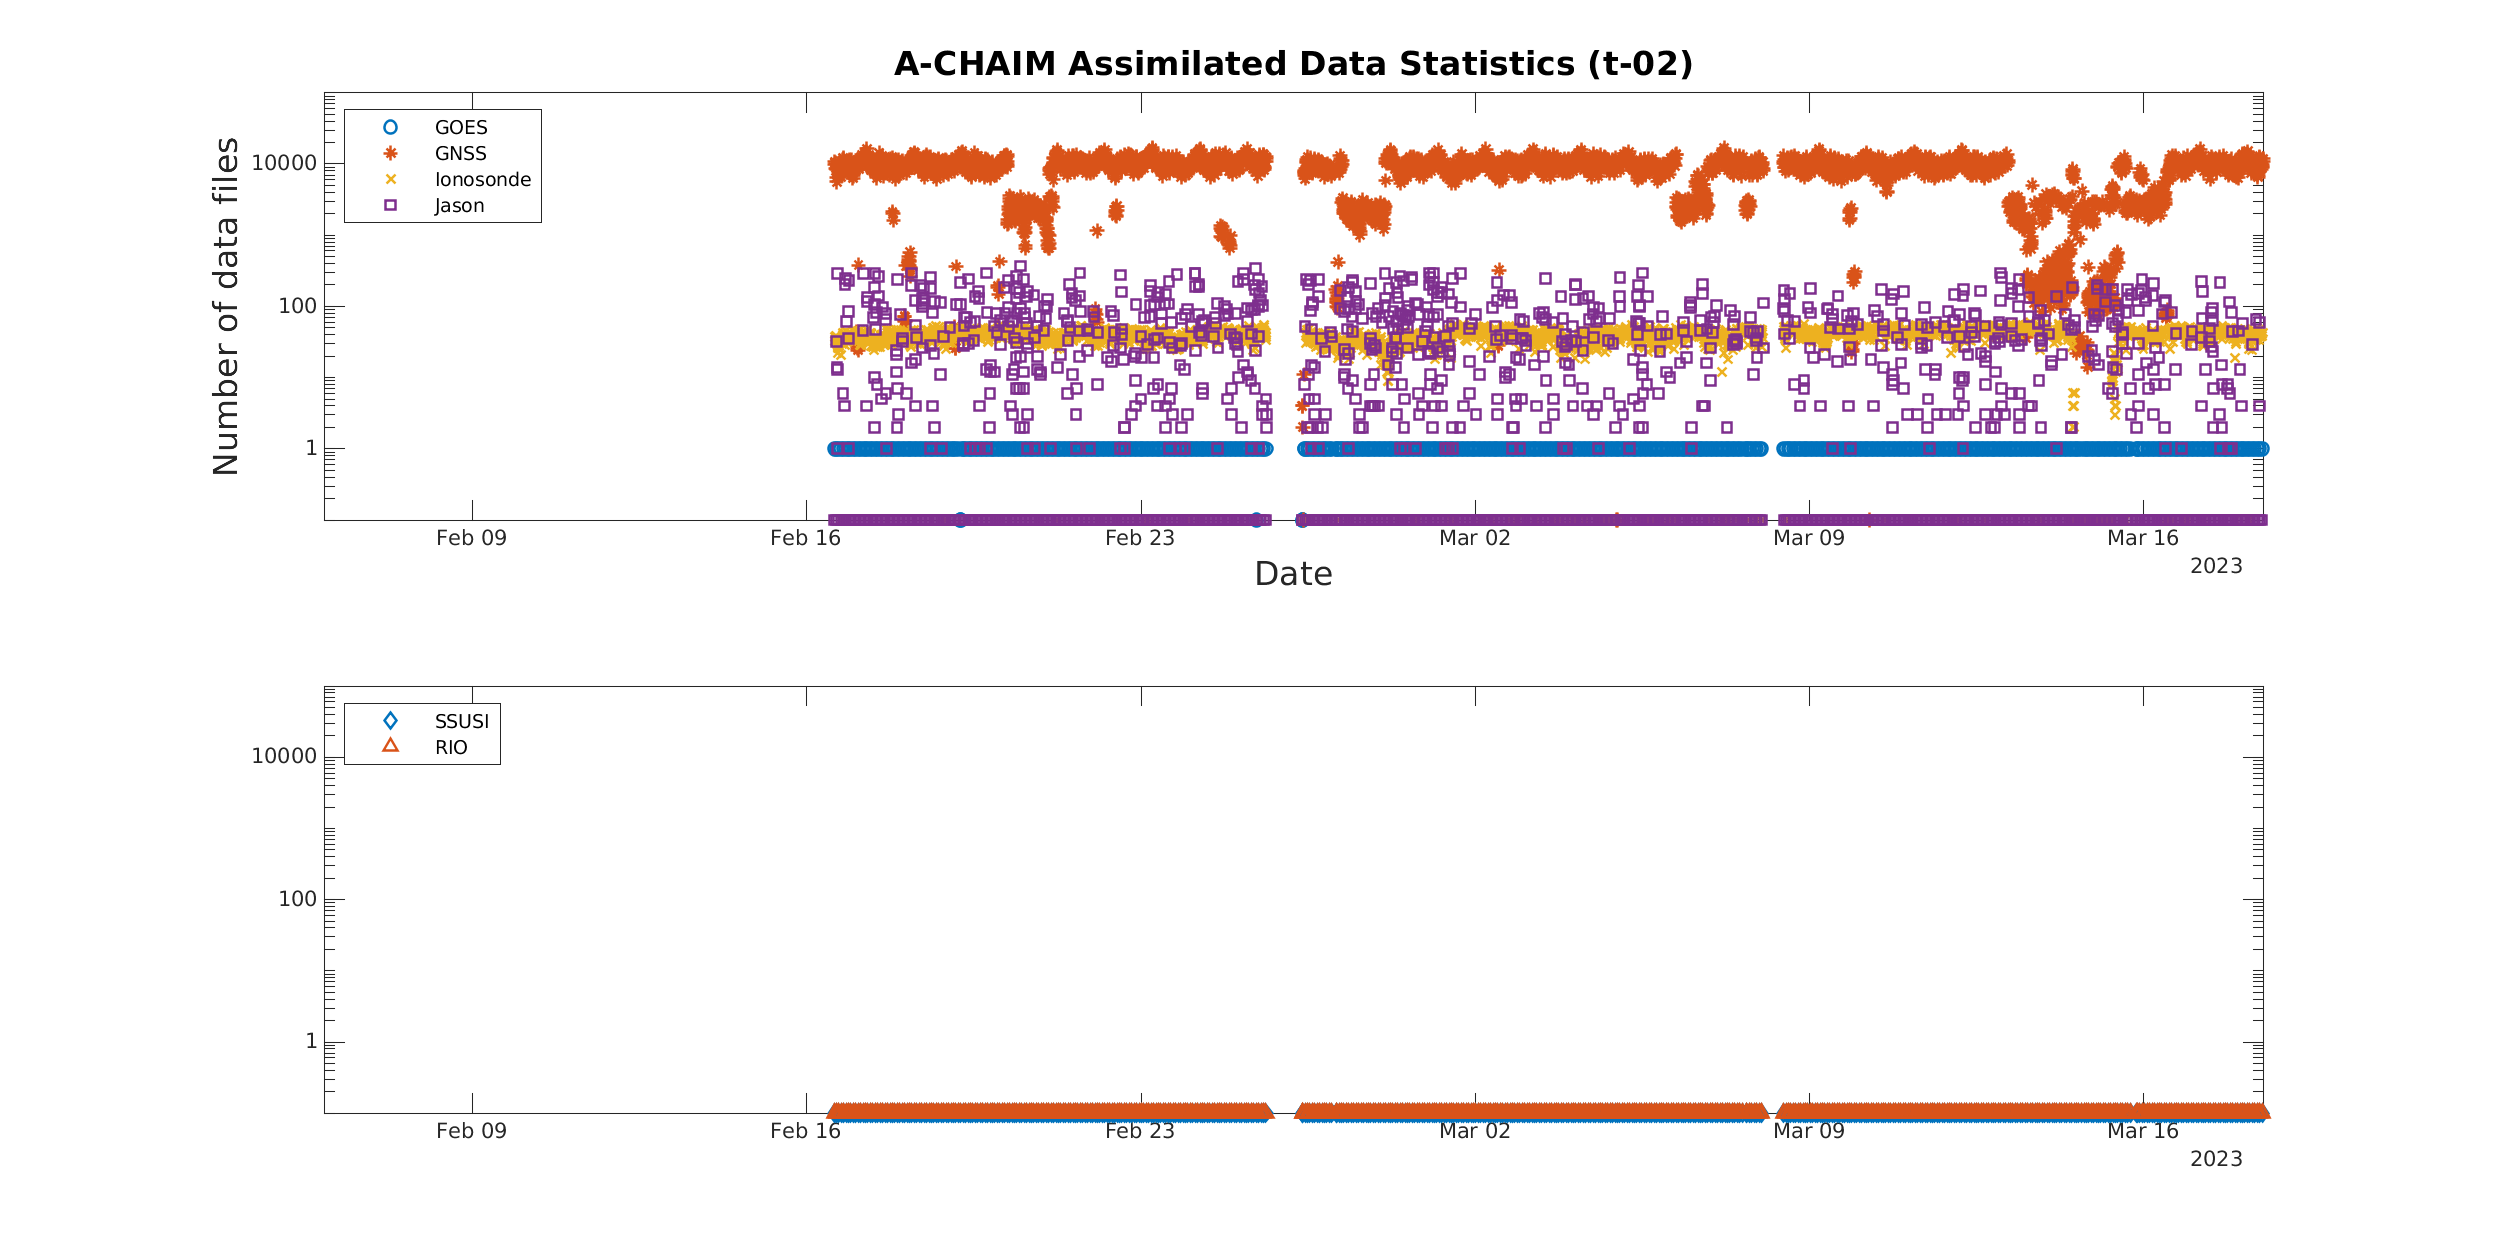 A-CHAIM Assimilated Data Statistics (t-02)
Number of data files
10000
100
1
GOES
GNSS
Ionosonde
Jason
Feb 09
Feb 16
Feb 23
Mar 02
Mar 09
Mar 16
2023
Date
10000
100
1
SSUSI
RIO
Feb 09
Feb 16
Feb 23
Mar 02
Mar 09
Mar 16
2023